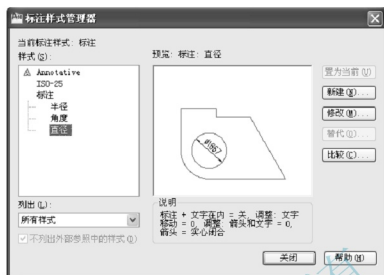 标注样式管理器
当前标注样式: 标注
样式(S):
预览: 标注: 直径
Annotative
ISO-25
标注
半径
角度
直径
置为当前(U)
新建(N)...
修改(M)...
替代(O)...
比较(C)...
列出(L):
所有样式
不列出外部参照中的样式(D)
说明
标注 + 文字在内 = 关, 调整: 文字
移动 = 0, 调整: 箭头和文字 = 0,
箭头 = 实心闭合
关闭
帮助(H)